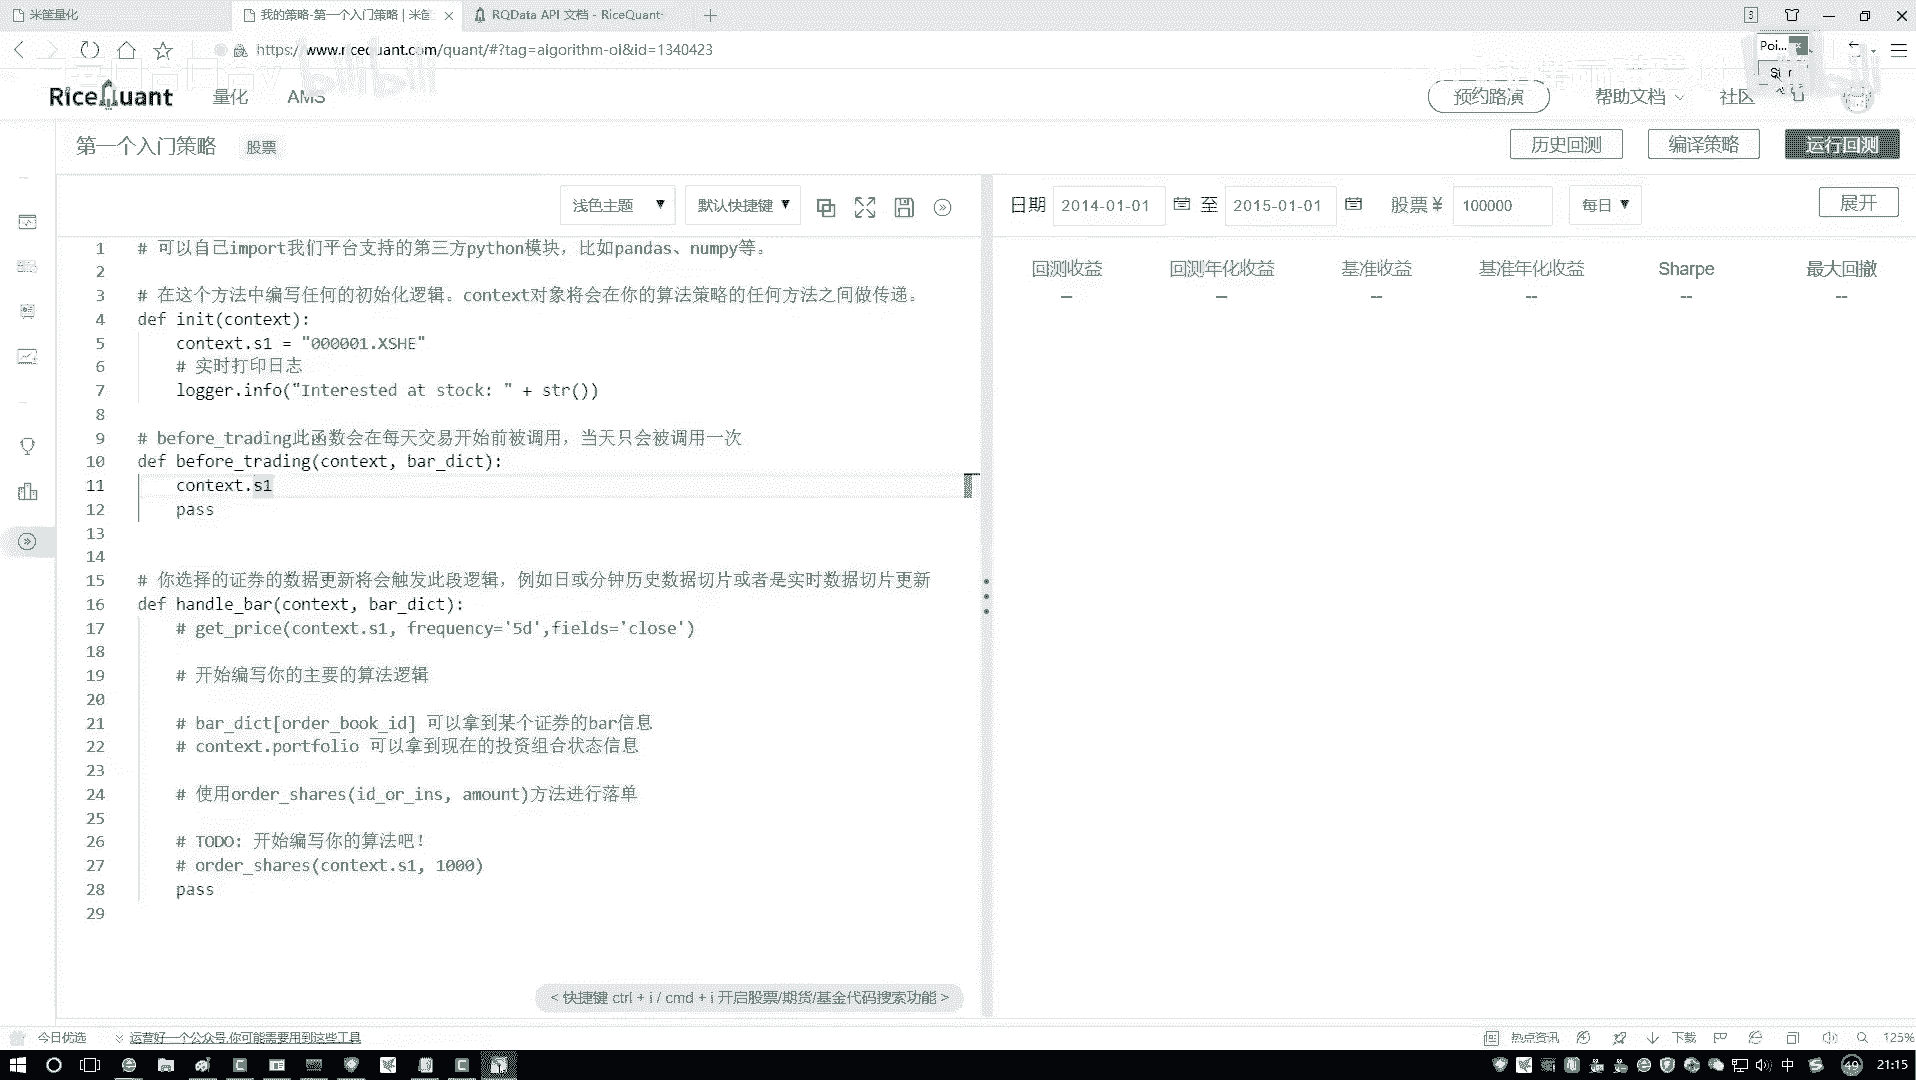 米筐量化
我的策略-第一个入门策略 | 米筐
RQData API 文档 - RiceQuant-
3
https://www.ricequant.com/quant/#?tag=algorithm-oi&id=1340423
Poi...
bilibili
RiceQuant
量化
AMS
预约路演
帮助文档
社区
第一个入门策略
股票
历史回测
编译策略
运行回测
浅色主题 ▼
默认快捷键 ▼
日期
2014-01-01
至
2015-01-01
股票 ¥
100000
每日 ▼
展开
回测收益
回测年化收益
基准收益
基准年化收益
Sharpe
最大回撤
--
--
--
--
--
--
1 # 可以自己import我们平台支持的第三方python模块，比如pandas、numpy等。
2
3 # 在这个方法中编写任何的初始化逻辑。context对象将会在你的算法策略的任何方法之间做传递。
4 def init(context):
5 context.s1 = "000001.XSHE"
6 # 实时打印日志
7 logger.info("Interested at stock: " + str())
8
9 # before_trading此函数会在每天交易开始前被调用，当天只会被调用一次
10 def before_trading(context, bar_dict):
11 context.s1
12 pass
13
14
15 # 你选择的证券的数据更新将会触发此段逻辑，例如日或分钟历史数据切片或者是实时数据切片更新
16 def handle_bar(context, bar_dict):
17 # get_price(context.s1, frequency='5d',fields='close')
18
19 # 开始编写你的主要的算法逻辑
20
21 # bar_dict[order_book_id] 可以拿到某个证券的bar信息
22 # context.portfolio 可以拿到现在的投资组合状态信息
23
24 # 使用order_shares(id_or_ins, amount)方法进行落单
25
26 # TODO: 开始编写你的算法吧！
27 # order_shares(context.s1, 1000)
28 pass
29
< 快捷键 ctrl + i / cmd + i 开启股票/期货/基金代码搜索功能 >
今日优选
运营好一个公众号,你可能需要用到这些工具
热点资讯
下载
125%
中
49
21:15